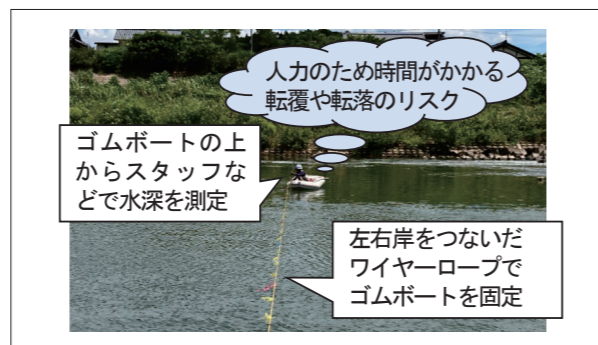 人力のため時間がかかる
転覆や転落のリスク
ゴムボートの上
からスタッフな
どで水深を測定
左右岸をつないだ
ワイヤーロープで
ゴムボートを固定